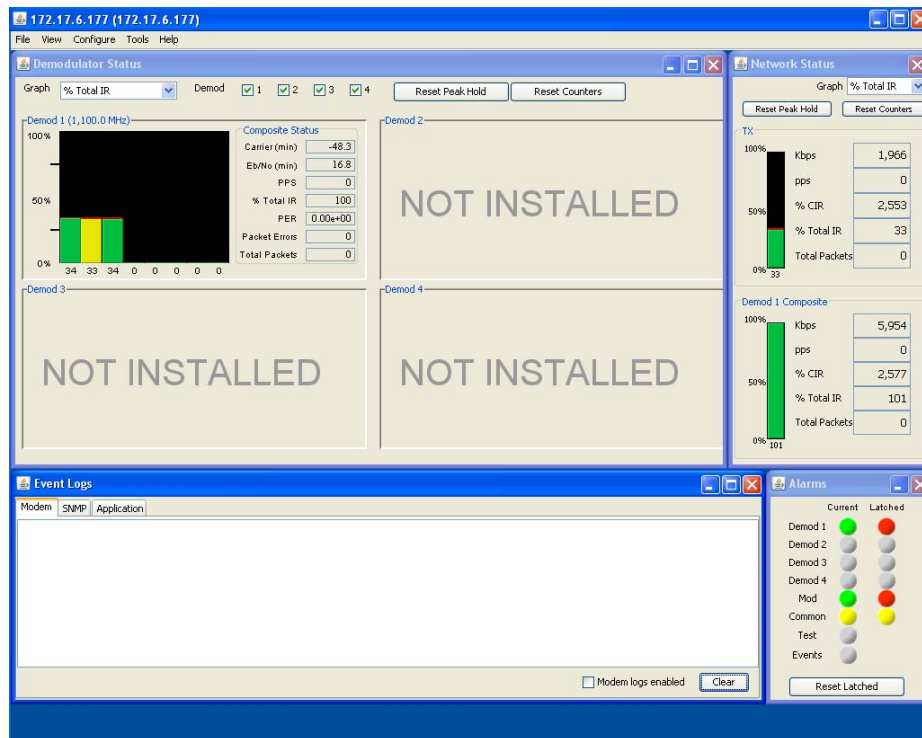 172.17.6.177 (172.17.6.177)
File View Configure Tools Help
Demodulator Status
Graph % Total IR Demod 1 2 3 4 Reset Peak Hold Reset Counters
Demod 1 (1,100.0 MHz)
100%
50%
0%
34 33 34 0 0 0 0 0
Composite Status
Carrier (min) -48.3
Eb/No (min) 16.8
PPS 0
% Total IR 100
PER 0.00e+00
Packet Errors 0
Total Packets 0
Demod 2
NOT INSTALLED
Demod 3
NOT INSTALLED
Demod 4
NOT INSTALLED
Network Status
Graph % Total IR
Reset Peak Hold Reset Counters
TX
100%
50%
0%
33
Kbps 1,966
pps 0
% CIR 2,553
% Total IR 33
Total Packets 0
Demod 1 Composite
100%
50%
0%
101
Kbps 5,954
pps 0
% CIR 2,577
% Total IR 101
Total Packets 0
Event Logs
Modem SNMP Application
Modem logs enabled Clear
Alarms
Current Latched
Demod 1
Demod 2
Demod 3
Demod 4
Mod
Common
Test
Events
Reset Latched